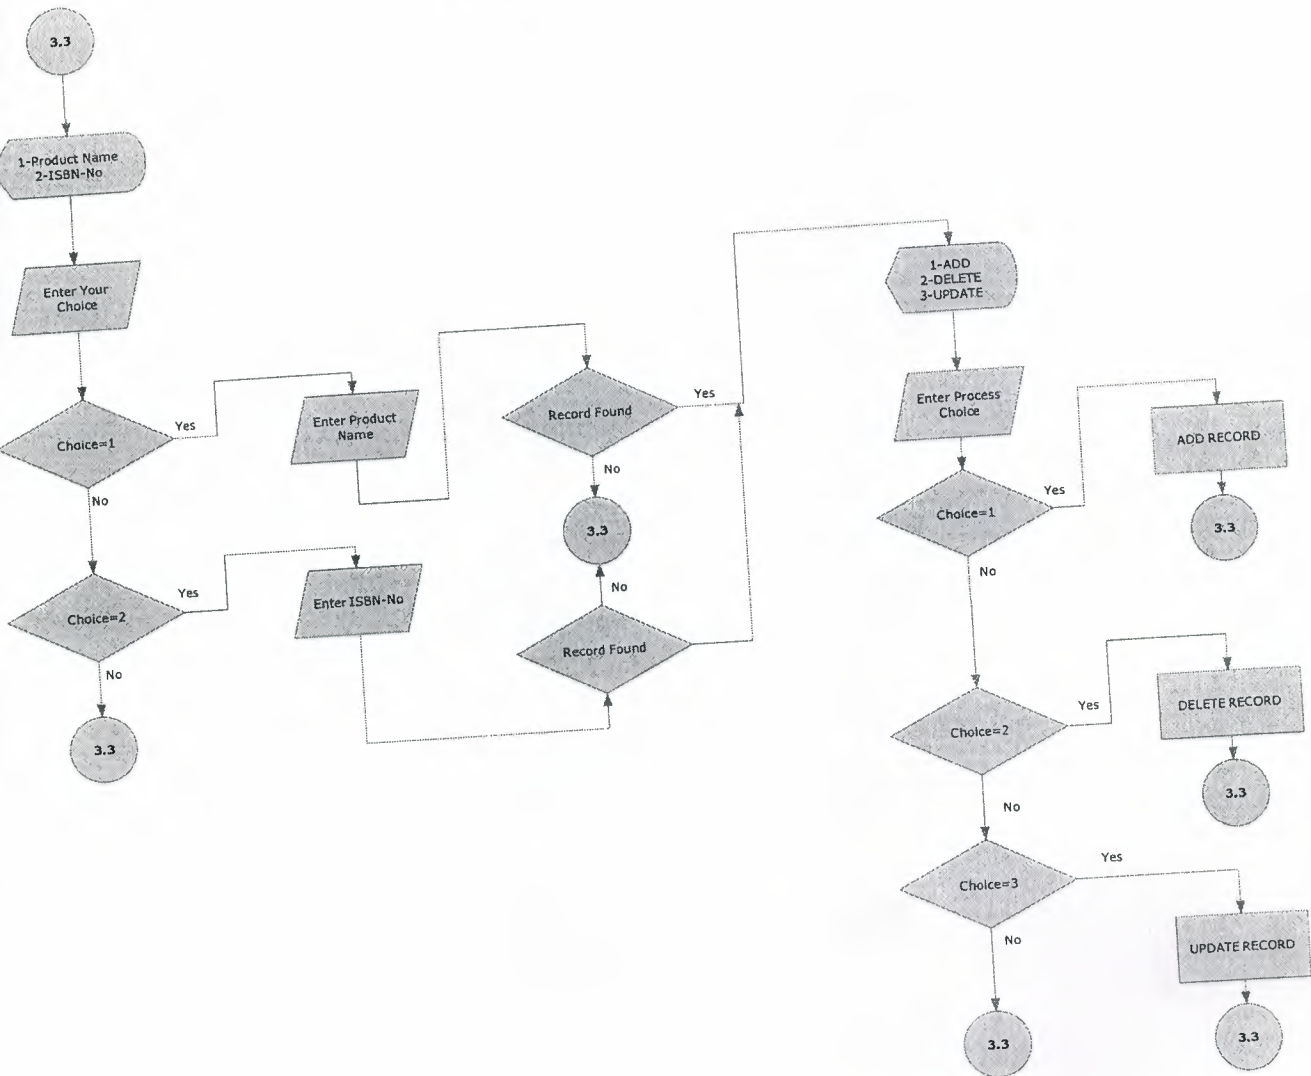 3.3
1-Product Name
2-ISBN-No
Enter Your
Choice
Choice=1
Yes
No
Enter Product
Name
Choice=2
Yes
No
3.3
Enter ISBN-No
Record Found
Yes
No
3.3
No
Record Found
1-ADD
2-DELETE
3-UPDATE
Enter Process
Choice
Choice=1
Yes
No
ADD RECORD
3.3
Choice=2
Yes
No
DELETE RECORD
3.3
Choice=3
Yes
No
UPDATE RECORD
3.3
3.3